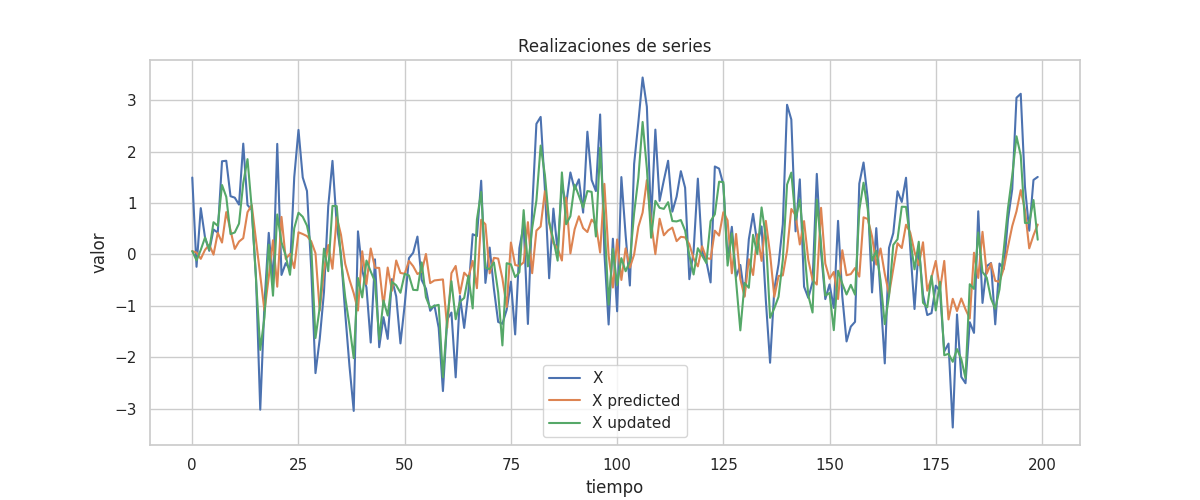 Realizaciones de series
valor
3
2
1
0
−1
−2
−3
X
X predicted
X updated
0 25 50 75 100 125 150 175 200
tiempo